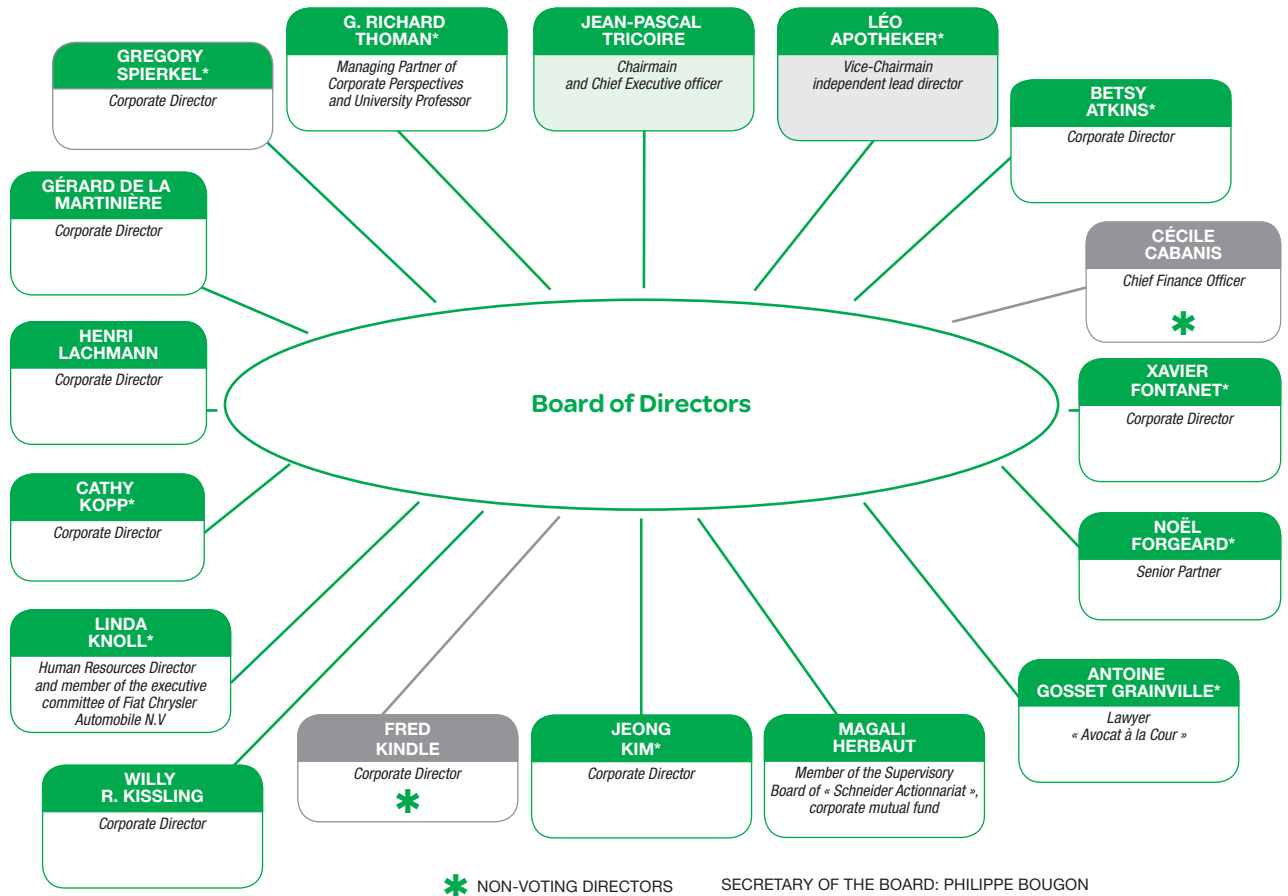 GREGORY
SPIERKEL*
Corporate Director
G. RICHARD
THOMAN*
Managing Partner of
Corporate Perspectives
and University Professor
JEAN-PASCAL
TRICOIRE
Chairmain
and Chief Executive officer
LÉO
APOTHEKER*
Vice-Chairmain
independent lead director
BETSY
ATKINS*
Corporate Director
GÉRARD DE LA
MARTINIÈRE
Corporate Director
CÉCILE
CABANIS
Chief Finance Officer
*
HENRI
LACHMANN
Corporate Director
Board of Directors
XAVIER
FONTANET*
Corporate Director
CATHY
KOPP*
Corporate Director
NOËL
FORGEARD*
Senior Partner
LINDA
KNOLL*
Human Resources Director
and member of the executive
committee of Fiat Chrysler
Automobile N.V
ANTOINE
GOSSET GRAINVILLE*
Lawyer
« Avocat à la Cour »
WILLY
R. KISSLING
Corporate Director
FRED
KINDLE
Corporate Director
*
JEONG
KIM*
Corporate Director
MAGALI
HERBAUT
Member of the Supervisory
Board of « Schneider Actionnariat »,
corporate mutual fund
* NON-VOTING DIRECTORS
SECRETARY OF THE BOARD: PHILIPPE BOUGON